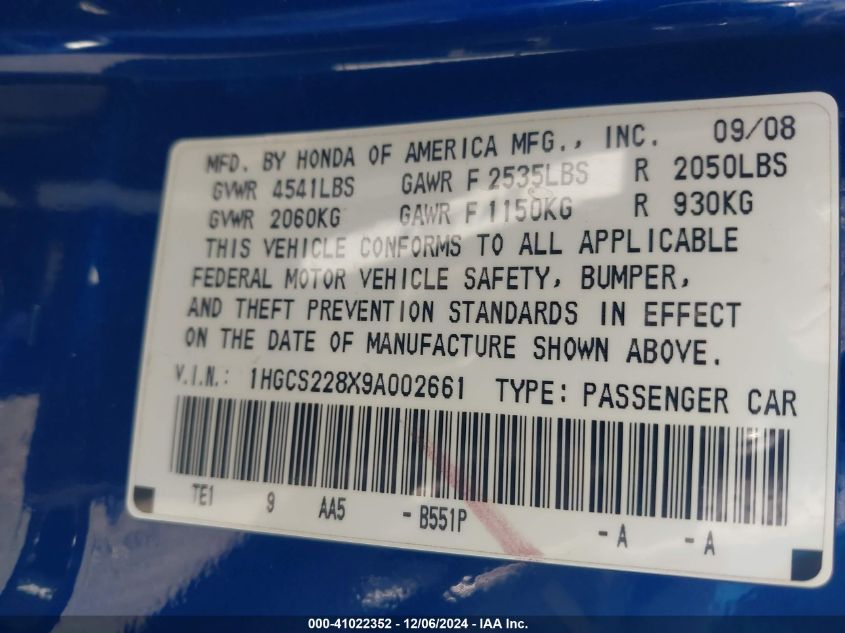 MFD. BY HONDA OF AMERICA MFG., INC. 09/08
GVWR 4541LBS GAWR F 2535LBS R 2050LBS
GVWR 2060KG GAWR F 1150KG R 930KG
THIS VEHICLE CONFORMS TO ALL APPLICABLE
FEDERAL MOTOR VEHICLE SAFETY, BUMPER,
AND THEFT PREVENTION STANDARDS IN EFFECT
ON THE DATE OF MANUFACTURE SHOWN ABOVE.
V.I.N.: 1HGCS228X9A002661 TYPE: PASSENGER CAR
TE1 9 AA5 - B551P - A - A
000-41022352 - 12/06/2024 - IAA Inc.